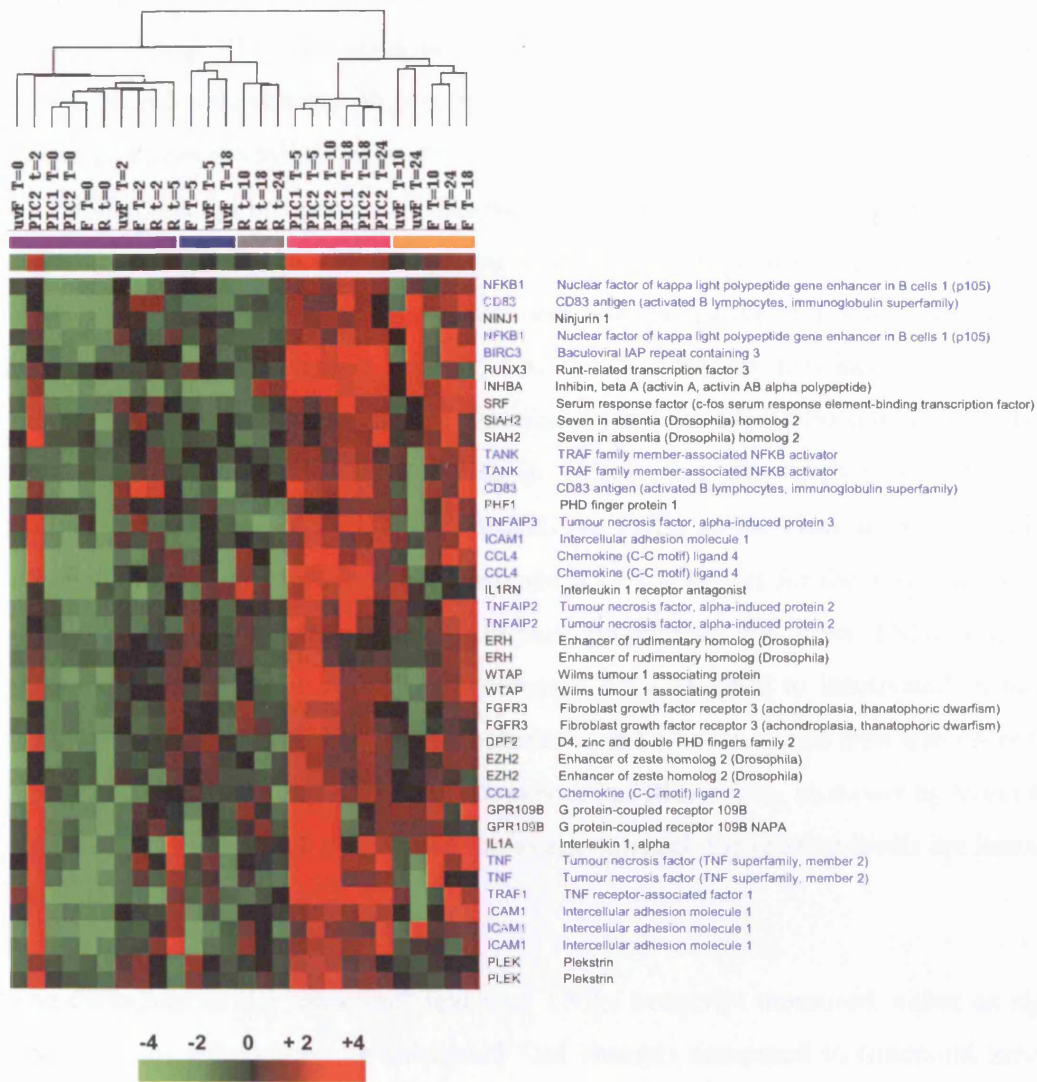 uvF T=0
PIC2 t=2
PIC1 T=0
PIC2 T=0
F T=0
R t=0
uvF T=2
F T=2
R t=2
R t=5
F T=5
uvF T=5
uvF T=18
R t=10
R t=18
R t=24
PIC1 T=5
PIC2 T=5
PIC2 T=10
PIC1 T=18
PIC2 T=18
PIC2 T=24
uvF T=10
uvF T=24
F T=10
F T=24
F T=18
NFKB1 Nuclear factor of kappa light polypeptide gene enhancer in B cells 1 (p105)
CD83 CD83 antigen (activated B lymphocytes, immunoglobulin superfamily)
NINJ1 Ninjurin 1
NFKB1 Nuclear factor of kappa light polypeptide gene enhancer in B cells 1 (p105)
BIRC3 Baculoviral IAP repeat containing 3
RUNX3 Runt-related transcription factor 3
INHBA Inhibin, beta A (activin A, activin AB alpha polypeptide)
SRF Serum response factor (c-fos serum response element-binding transcription factor)
SIAH2 Seven in absentia (Drosophila) homolog 2
SIAH2 Seven in absentia (Drosophila) homolog 2
TANK TRAF family member-associated NFKB activator
TANK TRAF family member-associated NFKB activator
CD83 CD83 antigen (activated B lymphocytes, immunoglobulin superfamily)
PHF1 PHD finger protein 1
TNFAIP3 Tumour necrosis factor, alpha-induced protein 3
ICAM1 Intercellular adhesion molecule 1
CCL4 Chemokine (C-C motif) ligand 4
CCL4 Chemokine (C-C motif) ligand 4
IL1RN Interleukin 1 receptor antagonist
TNFAIP2 Tumour necrosis factor, alpha-induced protein 2
TNFAIP2 Tumour necrosis factor, alpha-induced protein 2
ERH Enhancer of rudimentary homolog (Drosophila)
ERH Enhancer of rudimentary homolog (Drosophila)
WTAP Wilms tumour 1 associating protein
WTAP Wilms tumour 1 associating protein
FGFR3 Fibroblast growth factor receptor 3 (achondroplasia, thanatophoric dwarfism)
FGFR3 Fibroblast growth factor receptor 3 (achondroplasia, thanatophoric dwarfism)
DPF2 D4, zinc and double PHD fingers family 2
EZH2 Enhancer of zeste homolog 2 (Drosophila)
EZH2 Enhancer of zeste homolog 2 (Drosophila)
CCL2 Chemokine (C-C motif) ligand 2
GPR109B G protein-coupled receptor 109B
GPR109B G protein-coupled receptor 109B NAPA
IL1A Interleukin 1, alpha
TNF Tumour necrosis factor (TNF superfamily, member 2)
TNF Tumour necrosis factor (TNF superfamily, member 2)
TRAF1 TNF receptor-associated factor 1
ICAM1 Intercellular adhesion molecule 1
ICAM1 Intercellular adhesion molecule 1
ICAM1 Intercellular adhesion molecule 1
PLEK Plekstrin
PLEK Plekstrin
-4 -2 0 + 2 +4